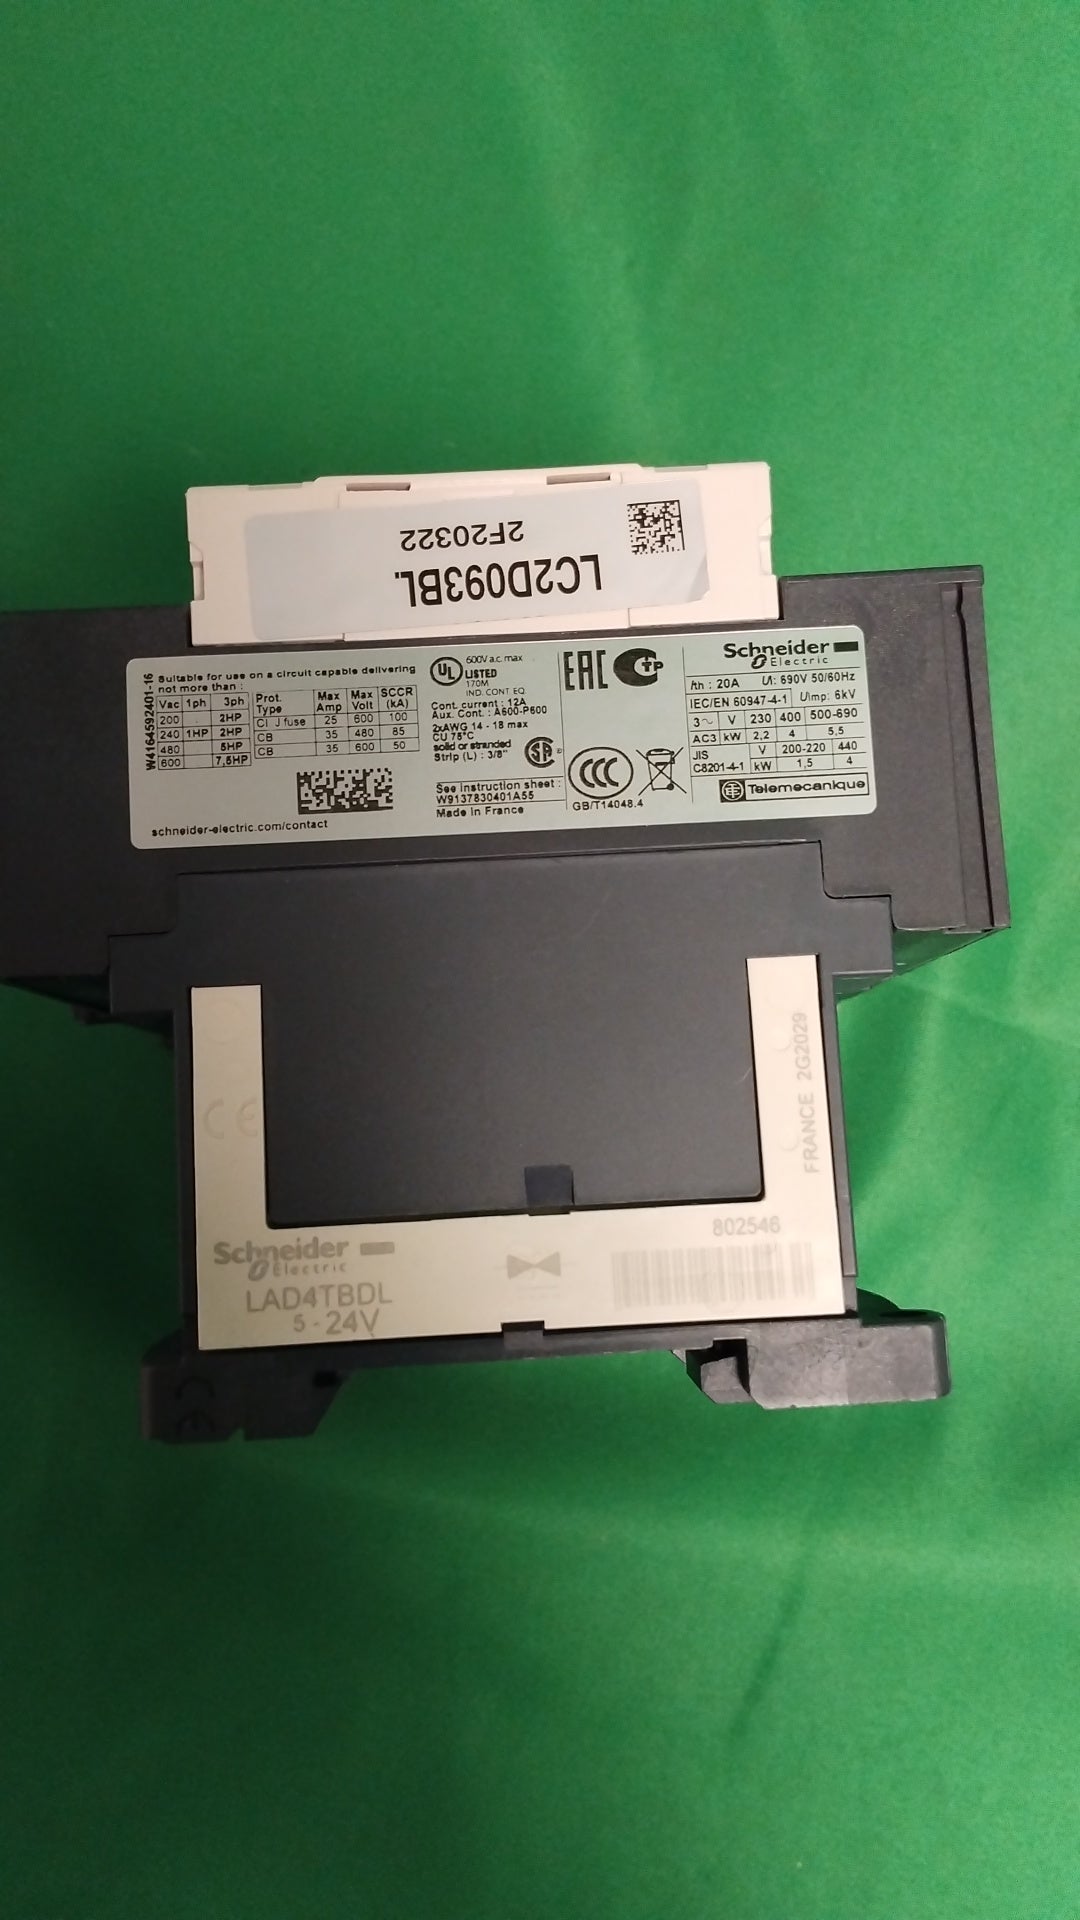 2F20322
LC2D093BL.
W4164592401-16
Suitable for use on a circuit capable delivering
not more than :
Vac 1ph 3ph
200 . 2HP
240 1HP 2HP
480 . 5HP
600 7,5HP
Prot. Type Max Amp Max Volt SCCR (kA)
Cl J fuse 25 600 100
CB 35 480 85
CB 35 600 50
schneider-electric.com/contact
UL LISTED
600V a.c. max
170M
IND. CONT. EQ
Cont. current : 12A
Aux. Cont. : A600-P600
2xAWG 14 - 18 max
CU 75°C
solid or stranded
Strip (L) : 3/8"
See instruction sheet :
W9137830401A55
Made in France
EAC
CCC
GB/T14048.4
Schneider
Electric
Ith : 20A Ui : 690V 50/60Hz
IEC/EN 60947-4-1 Uimp : 6kV
3~ V 230 400 500-690
AC3 kW 2,2 4 5,5
JIS V 200-220 440
C8201-4-1 kW 1,5 4
Telemecanique
CE
FRANCE 2G2029
802546
Schneider
Electric
LAD4TBDL
5 - 24V